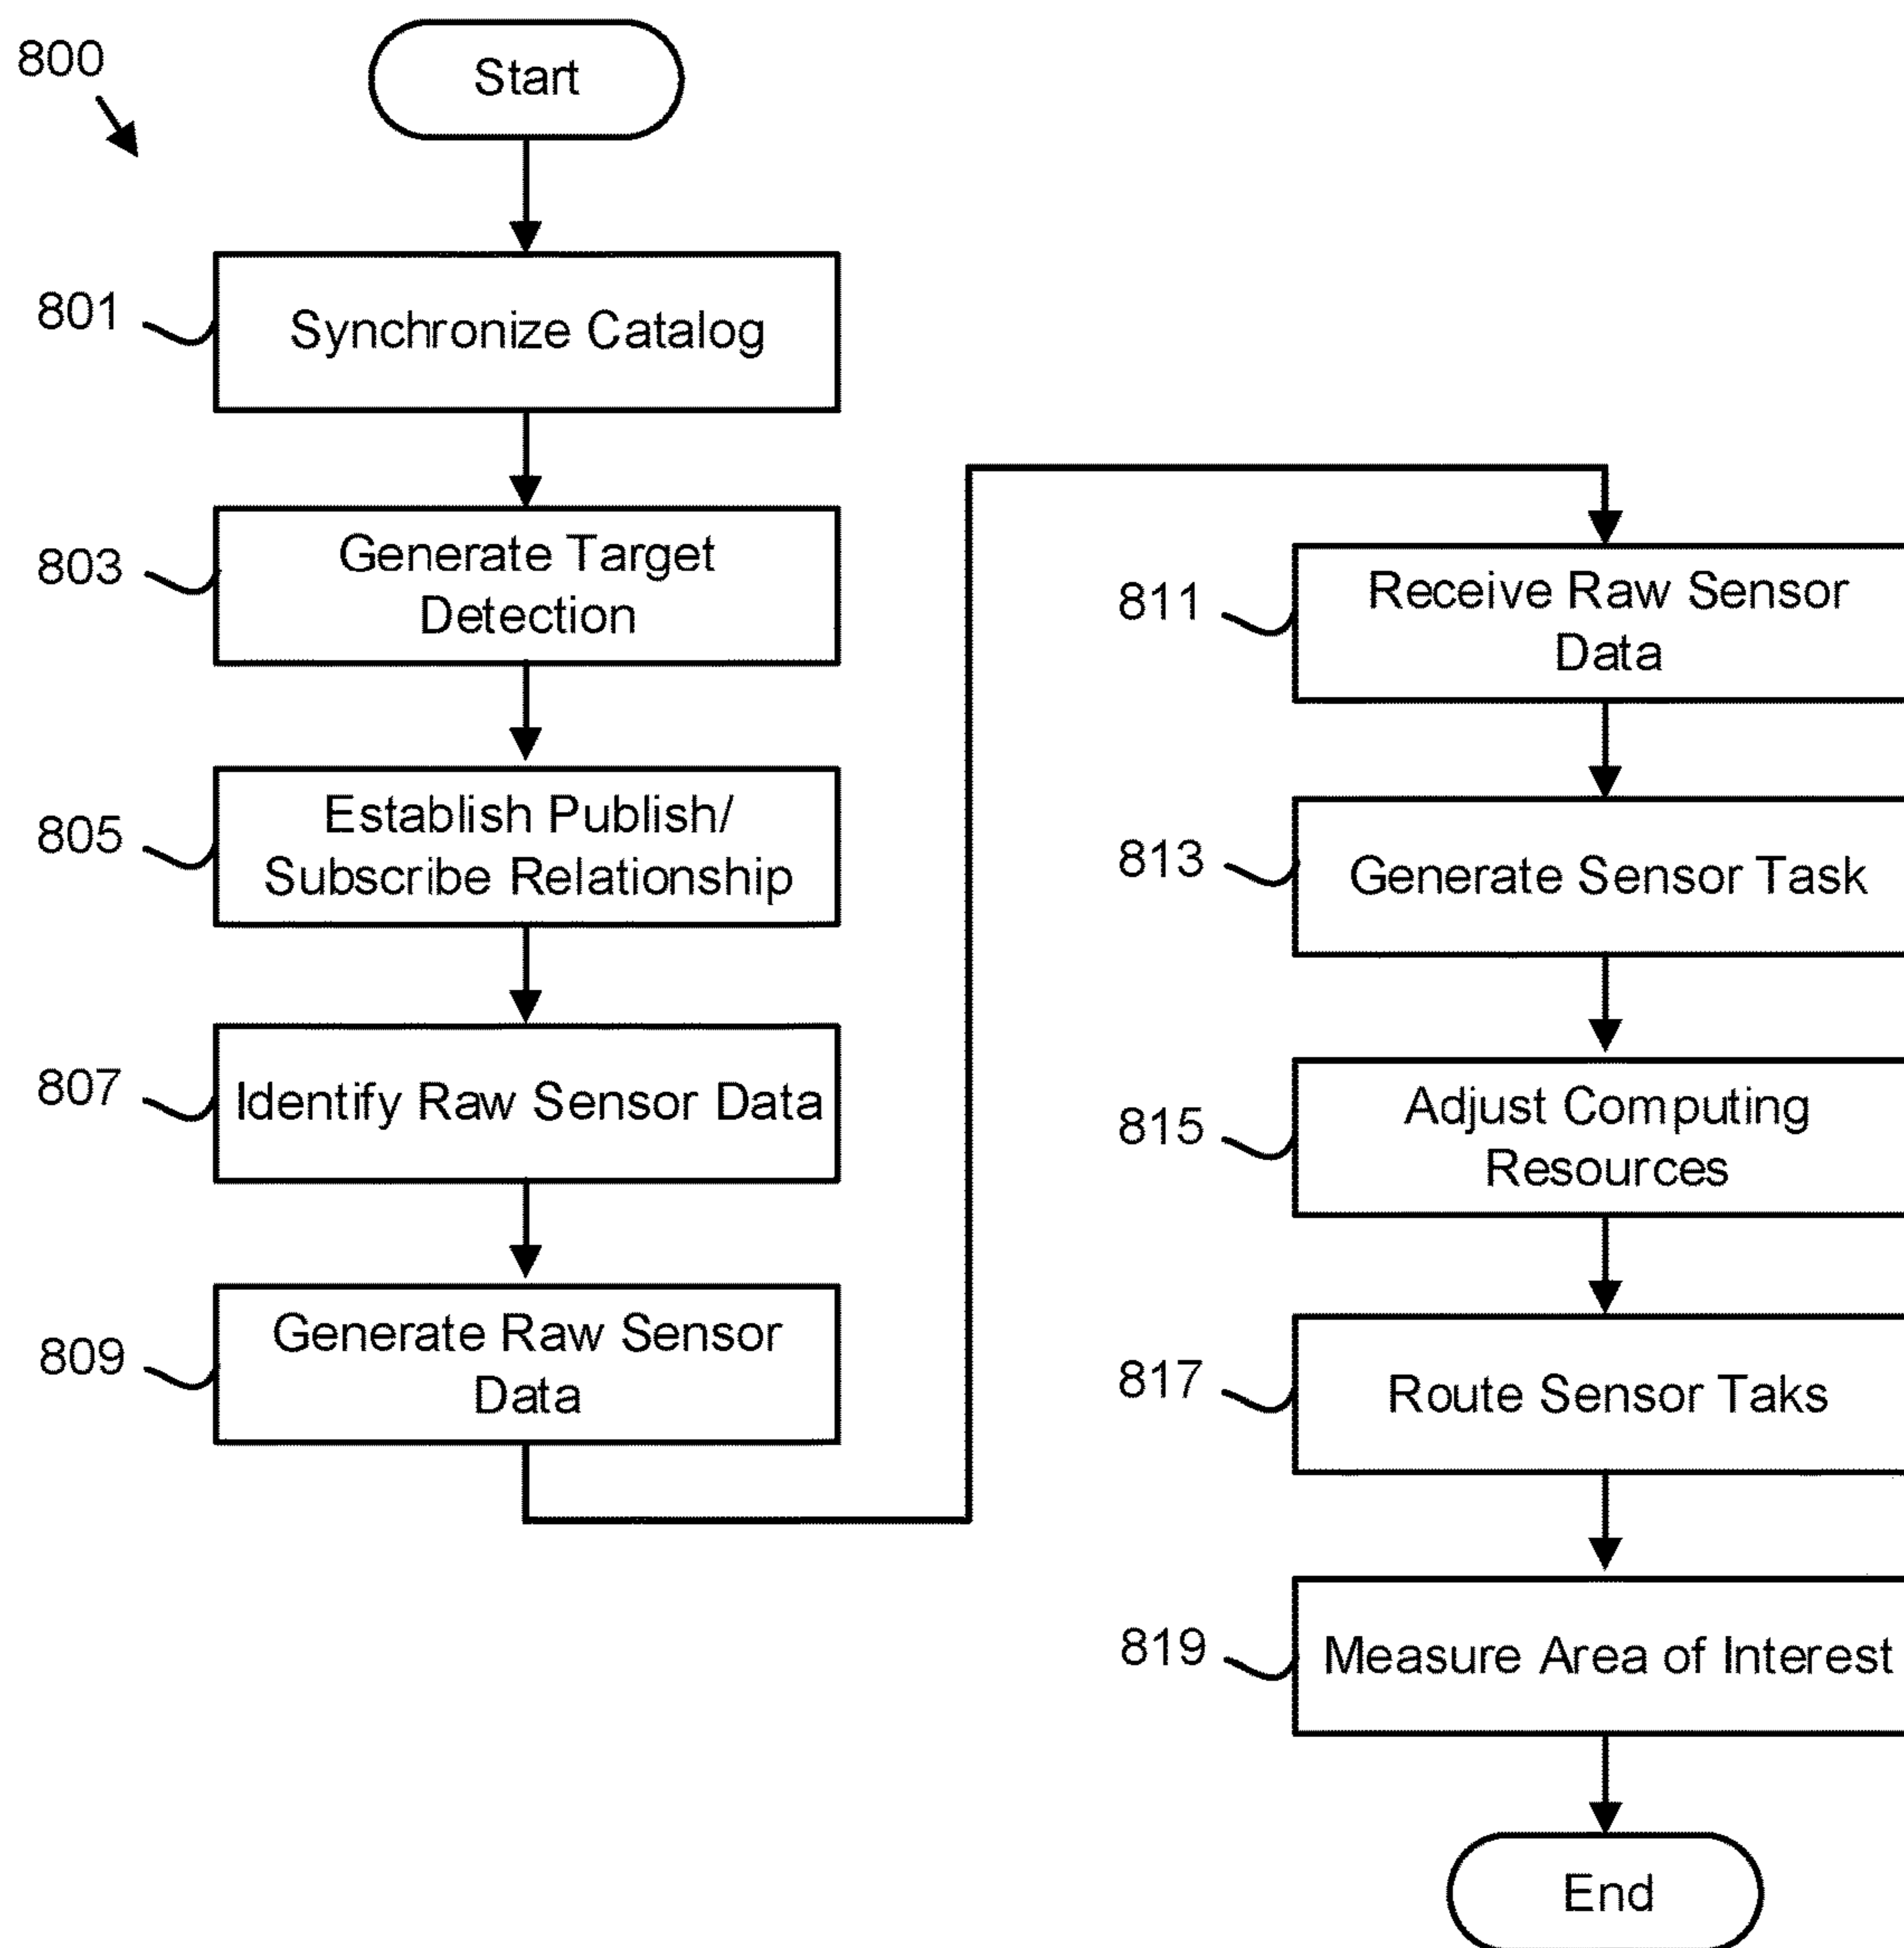 800
Start
801
Synchronize Catalog
803
Generate Target
Detection
805
Establish Publish/
Subscribe Relationship
807
Identify Raw Sensor Data
809
Generate Raw Sensor
Data
811
Receive Raw Sensor
Data
813
Generate Sensor Task
815
Adjust Computing
Resources
817
Route Sensor Taks
819
Measure Area of Interest
End